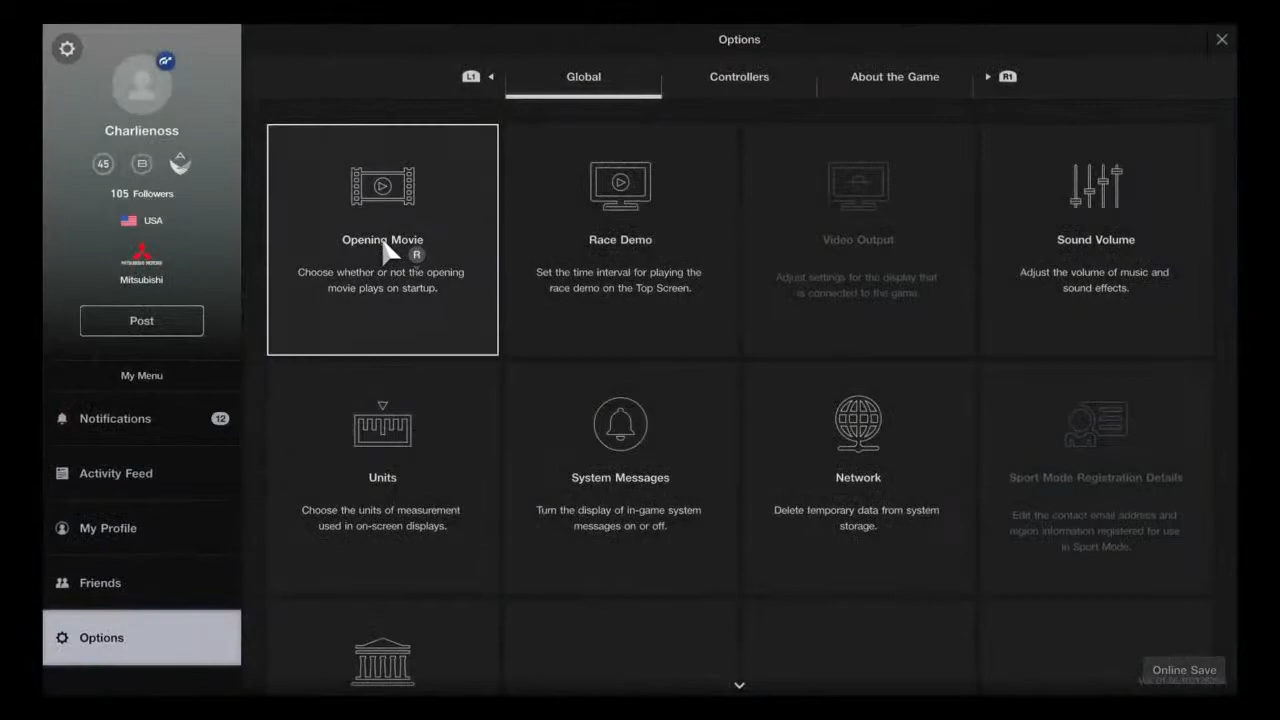 Options
L1
Global
Controllers
About the Game
R1
Charlienoss
45
B
105 Followers
USA
MITSUBISHI MOTORS
Mitsubishi
Post
My Menu
Notifications
12
Activity Feed
My Profile
Friends
Options
Opening Movie
R
Choose whether or not the opening
movie plays on startup.
Race Demo
Set the time interval for playing the
race demo on the Top Screen.
Video Output
Adjust settings for the display that
is connected to the game.
Sound Volume
Adjust the volume of music and
sound effects.
Units
Choose the units of measurement
used in on-screen displays.
System Messages
Turn the display of in-game system
messages on or off.
Network
Delete temporary data from system
storage.
Sport Mode Registration Details
Edit the contact email address and
region information registered for use
in Sport Mode.
Online Save